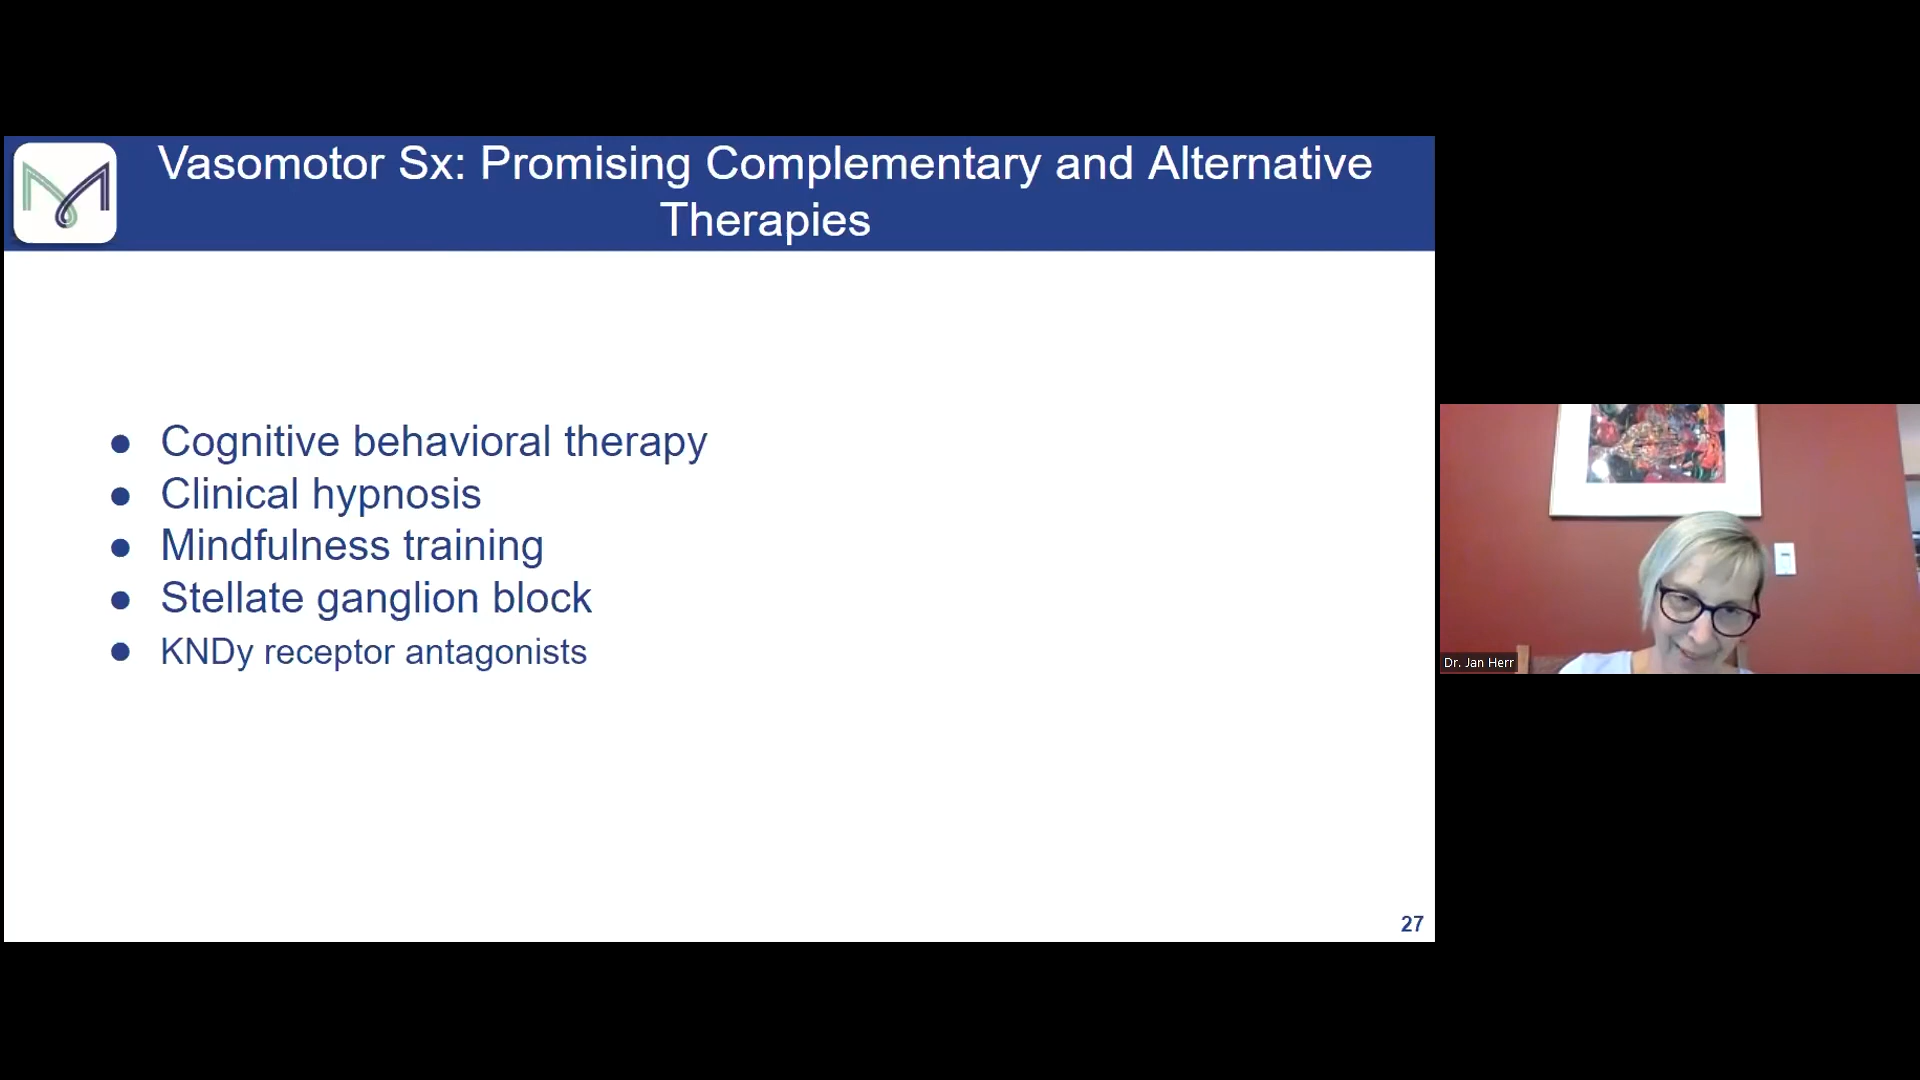 Vasomotor Sx: Promising Complementary and Alternative
Therapies
● Cognitive behavioral therapy
● Clinical hypnosis
● Mindfulness training
● Stellate ganglion block
● KNDy receptor antagonists
27
Dr. Jan Herr